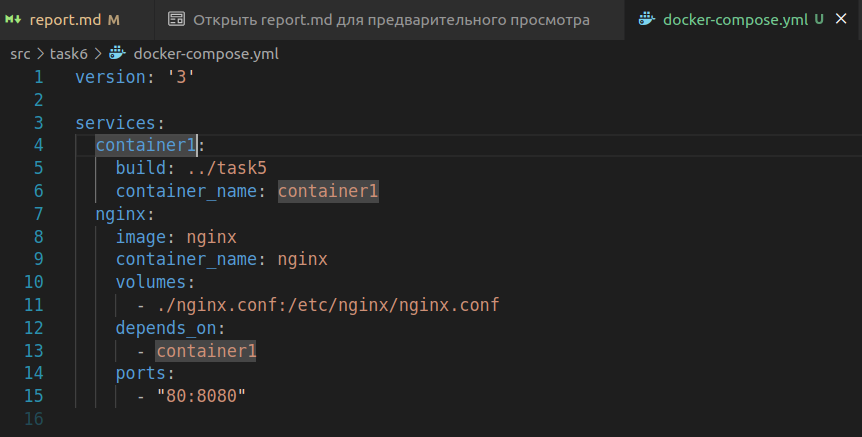 report.md M Открыть report.md для предварительного просмотра docker-compose.yml U
src > task6 > docker-compose.yml
1 version: '3'
2
3 services:
4   container1:
5     build: ../task5
6     container_name: container1
7   nginx:
8     image: nginx
9     container_name: nginx
10     volumes:
11       - ./nginx.conf:/etc/nginx/nginx.conf
12     depends_on:
13       - container1
14     ports:
15       - "80:8080"
16